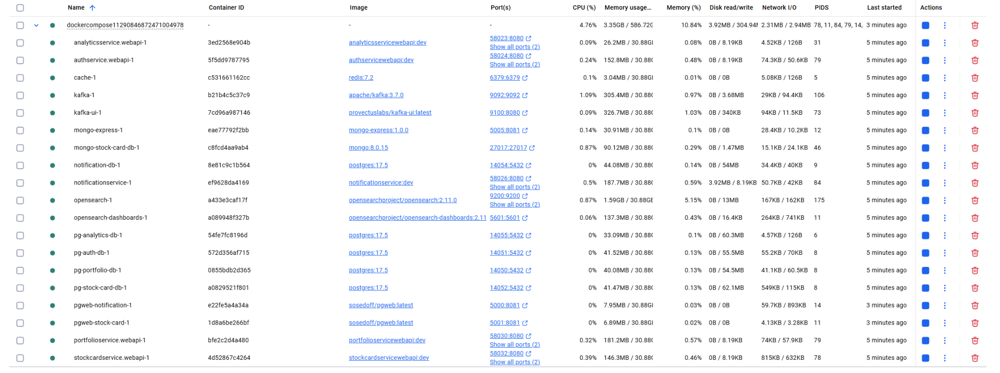 Name Container ID Image Port(s) CPU (%) Memory usage... Memory (%) Disk read/write Network I/O PIDS Last started Actions
dockercompose11290846872471004978 - - - 4.76% 3.35GB / 586.72G 10.84% 3.92MB / 304.94M 2.31MB / 2.94MB 78, 11, 84, 79, 14, 3 minutes ago
analyticsservice.webapi-1 3ed2568e904b analyticsservicewebapi:dev 58023:8080 Show all ports (2) 0.09% 26.2MB / 30.88GI 0.08% 0B / 8.19KB 4.52KB / 126B 31 5 minutes ago
authservice.webapi-1 5f5dd9787795 authservicewebapi:dev 58024:8080 Show all ports (2) 0.24% 152.8MB / 30.88G 0.48% 0B / 8.19KB 74.3KB / 50.6KB 79 5 minutes ago
cache-1 c531661162cc redis:7.2 6379:6379 0.1% 3.04MB / 30.88GI 0.01% 0B / 0B 5.08KB / 126B 5 5 minutes ago
kafka-1 b21b4c5c37c9 apache/kafka:3.7.0 9092:9092 1.09% 305.4MB / 30.88G 0.97% 0B / 3.68MB 29KB / 94.4KB 106 5 minutes ago
kafka-ui-1 7cd96a987146 provectuslabs/kafka-ui:latest 9100:8080 0.09% 326.7MB / 30.88G 1.03% 0B / 340KB 94KB / 11.5KB 73 5 minutes ago
mongo-express-1 eae77792f2bb mongo-express:1.0.0 5005:8081 0.14% 30.91MB / 30.88G 0.1% 0B / 0B 28.4KB / 10.2KB 12 5 minutes ago
mongo-stock-card-db-1 c8fcd4aa9ab4 mongo:8.0.15 27017:27017 0.87% 90.12MB / 30.88G 0.29% 0B / 1.47MB 15.1KB / 24.1KB 46 5 minutes ago
notification-db-1 8e81c9c1b564 postgres:17.5 14054:5432 0% 44.08MB / 30.88G 0.14% 0B / 54MB 34.4KB / 40KB 9 5 minutes ago
notificationservice-1 ef9628da4169 notificationservice:dev 58026:8080 Show all ports (2) 0.5% 187.7MB / 30.88G 0.59% 3.92MB / 8.19KB 50.7KB / 42KB 84 5 minutes ago
opensearch-1 a433e3caf17f opensearchproject/opensearch:2.11.0 9200:9200 Show all ports (2) 0.87% 1.59GB / 30.88GE 5.15% 0B / 13MB 167KB / 162KB 175 5 minutes ago
opensearch-dashboards-1 a089948f327b opensearchproject/opensearch-dashboards:2.11 5601:5601 0.06% 137.3MB / 30.88G 0.43% 0B / 16.4KB 264KB / 741KB 11 5 minutes ago
pg-analytics-db-1 54fe7fc8196d postgres:17.5 14055:5432 0% 33.09MB / 30.88G 0.1% 0B / 60.3MB 4.57KB / 126B 6 5 minutes ago
pg-auth-db-1 572d356af715 postgres:17.5 14051:5432 0% 41.52MB / 30.88G 0.13% 0B / 55.5MB 55.2KB / 70KB 8 5 minutes ago
pg-portfolio-db-1 0855bdb2d365 postgres:17.5 14050:5432 0% 40.08MB / 30.88G 0.13% 0B / 54.5MB 41.1KB / 60.5KB 8 5 minutes ago
pg-stock-card-db-1 a0829521f801 postgres:17.5 14052:5432 0% 41.47MB / 30.88G 0.13% 0B / 62.1MB 549KB / 115KB 8 5 minutes ago
pgweb-notification-1 e22fe5a4a34a sosedoff/pgweb:latest 5000:8081 0% 7.95MB / 30.88GI 0.03% 0B / 0B 59.7KB / 893KB 14 3 minutes ago
pgweb-stock-card-1 1d8a6be266bf sosedoff/pgweb:latest 5001:8081 0% 6.89MB / 30.88GI 0.02% 0B / 0B 4.13KB / 3.28KB 11 3 minutes ago
portfolioservice.webapi-1 bfe2c2d4a480 portfolioservicewebapi:dev 58030:8080 Show all ports (2) 0.32% 181.2MB / 30.88G 0.57% 0B / 8.19KB 74KB / 57.9KB 79 5 minutes ago
stockcardservice.webapi-1 4d52867c4264 stockcardservicewebapi:dev 58032:8080 Show all ports (2) 0.39% 146.3MB / 30.88G 0.46% 0B / 8.19KB 815KB / 632KB 78 5 minutes ago